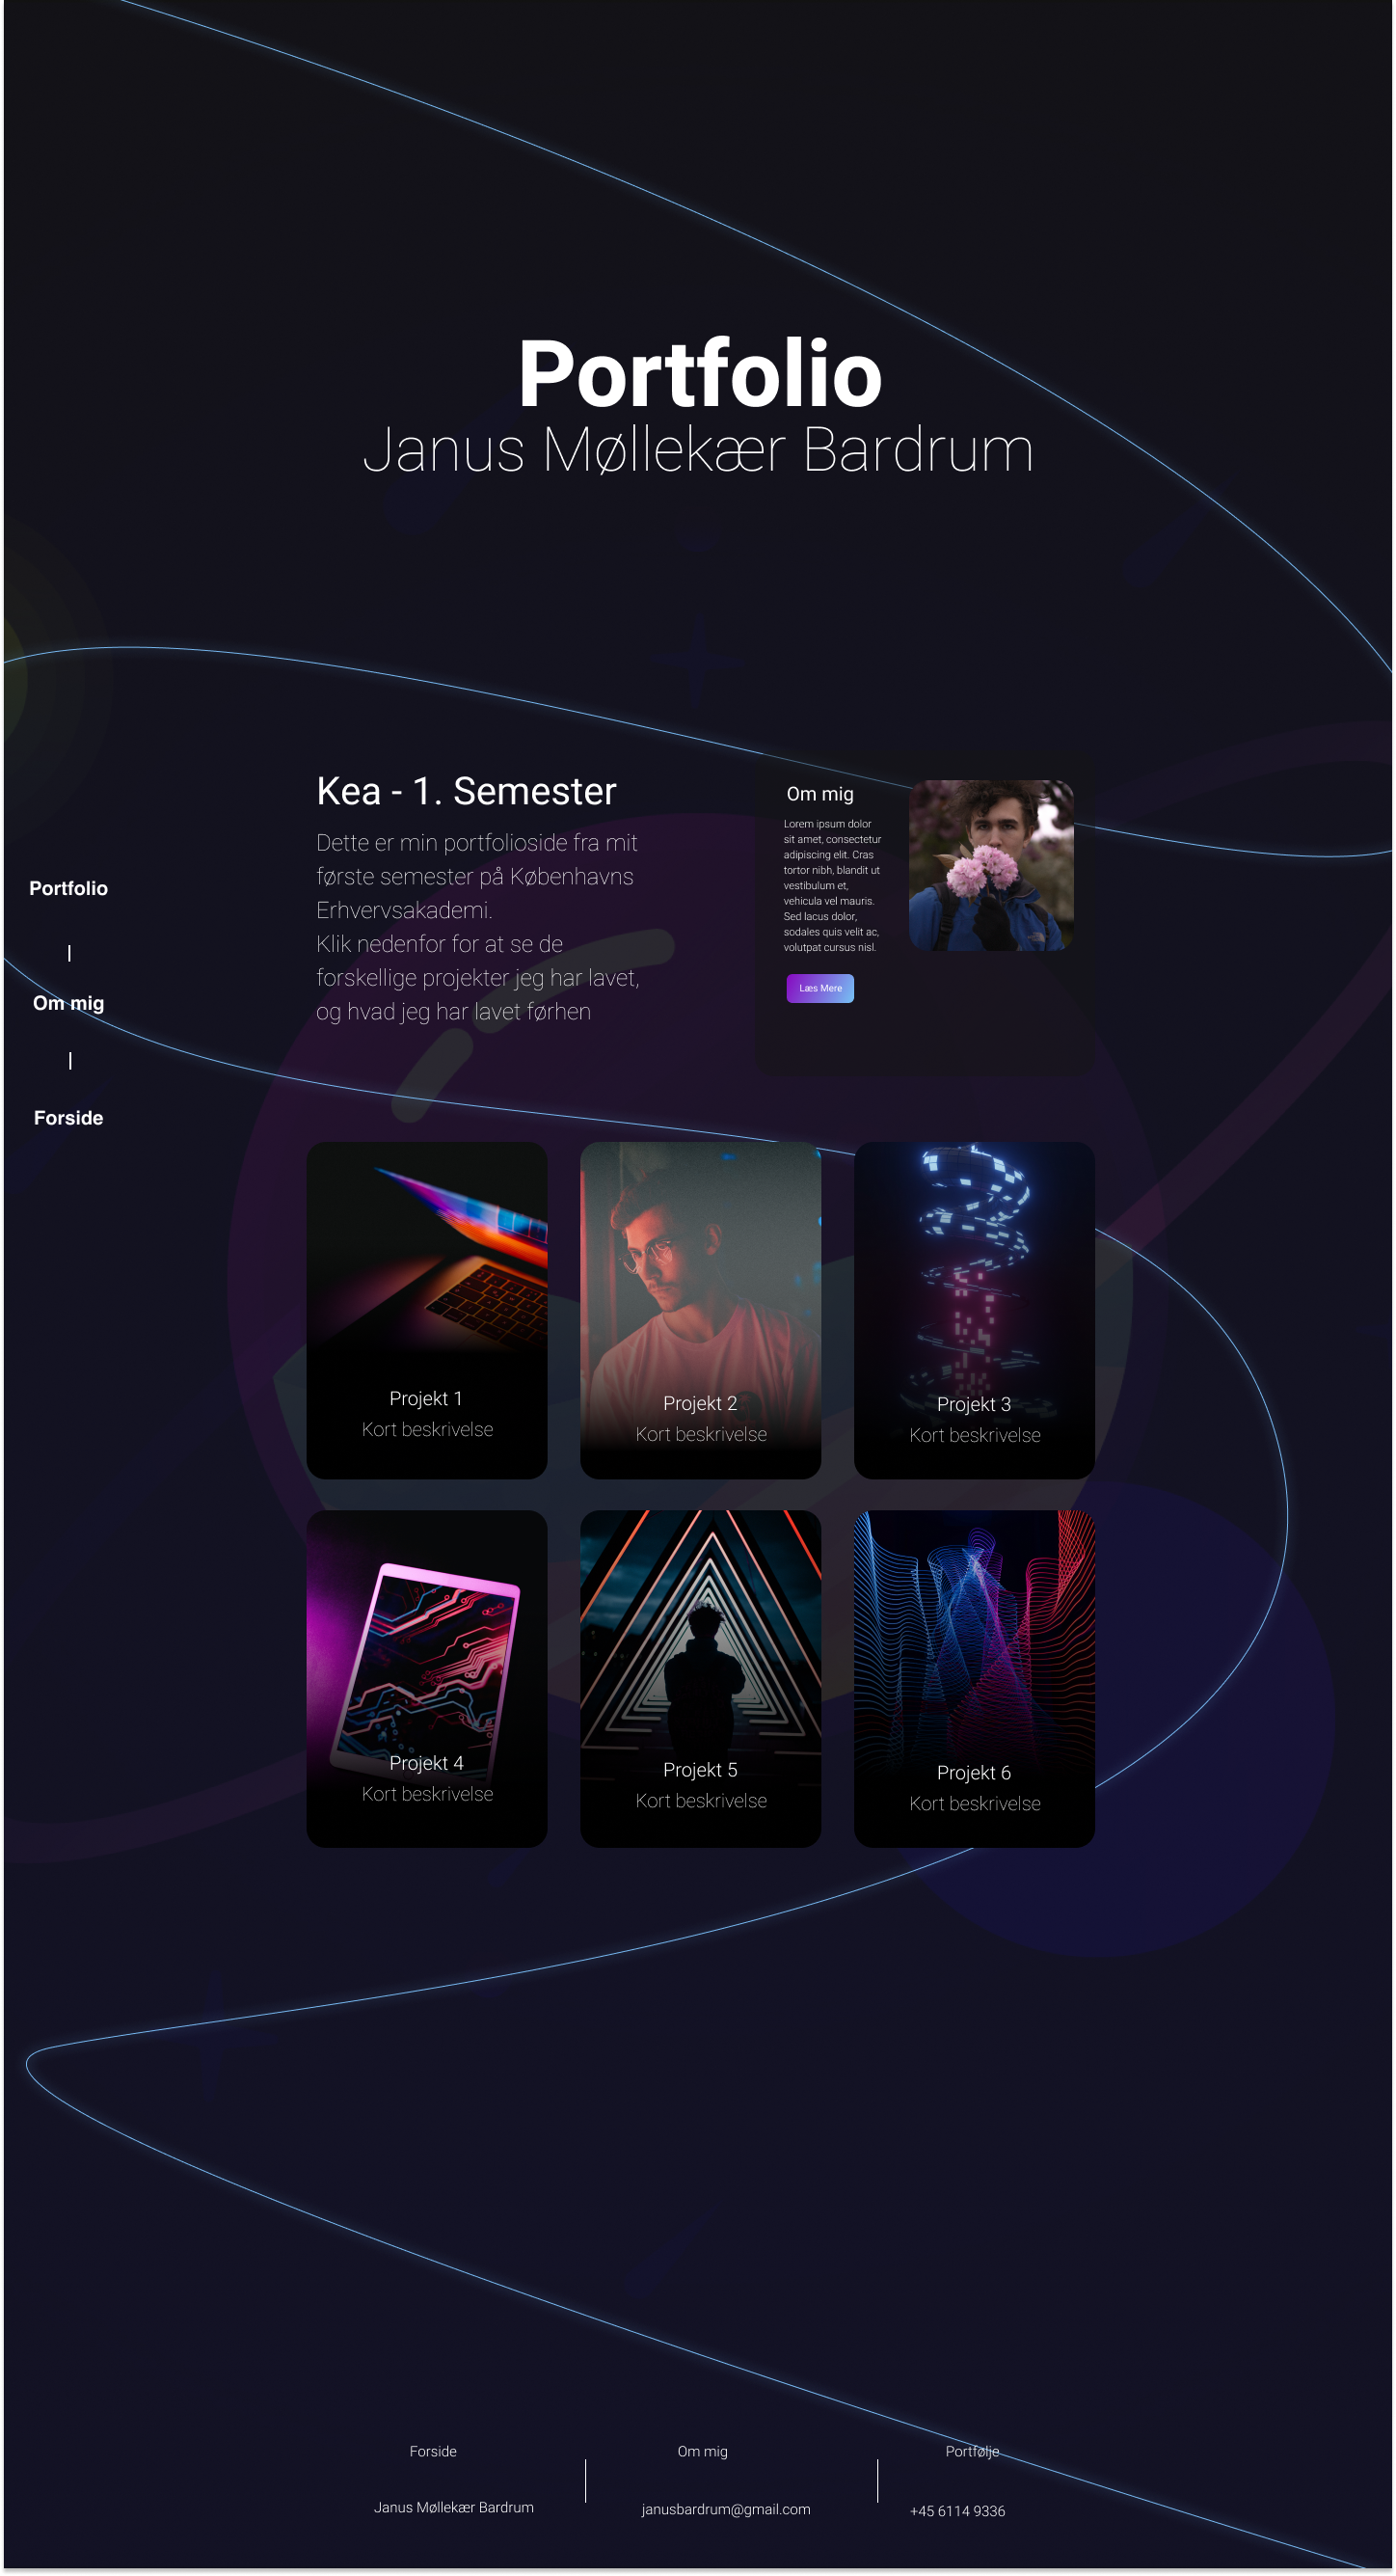 Portfolio
Janus Møllekær Bardrum
Kea - 1. Semester
Dette er min portfolioside fra mit
første semester på Københavns
Erhvervsakademi.
Klik nedenfor for at se de
forskellige projekter jeg har lavet,
og hvad jeg har lavet førhen
Om mig
Lorem ipsum dolor
sit amet, consectetur
adipiscing elit. Cras
tortor nibh, blandit ut
vestibulum et,
vehicula vel mauris.
Sed lacus dolor,
sodales quis velit ac,
volutpat cursus nisl.
Læs Mere
Portfolio
Om mig
Forside
Projekt 1
Kort beskrivelse
Projekt 2
Kort beskrivelse
Projekt 3
Kort beskrivelse
Projekt 4
Kort beskrivelse
Projekt 5
Kort beskrivelse
Projekt 6
Kort beskrivelse
Forside
Om mig
Portfølje
Janus Møllekær Bardrum
janusbardrum@gmail.com
+45 6114 9336